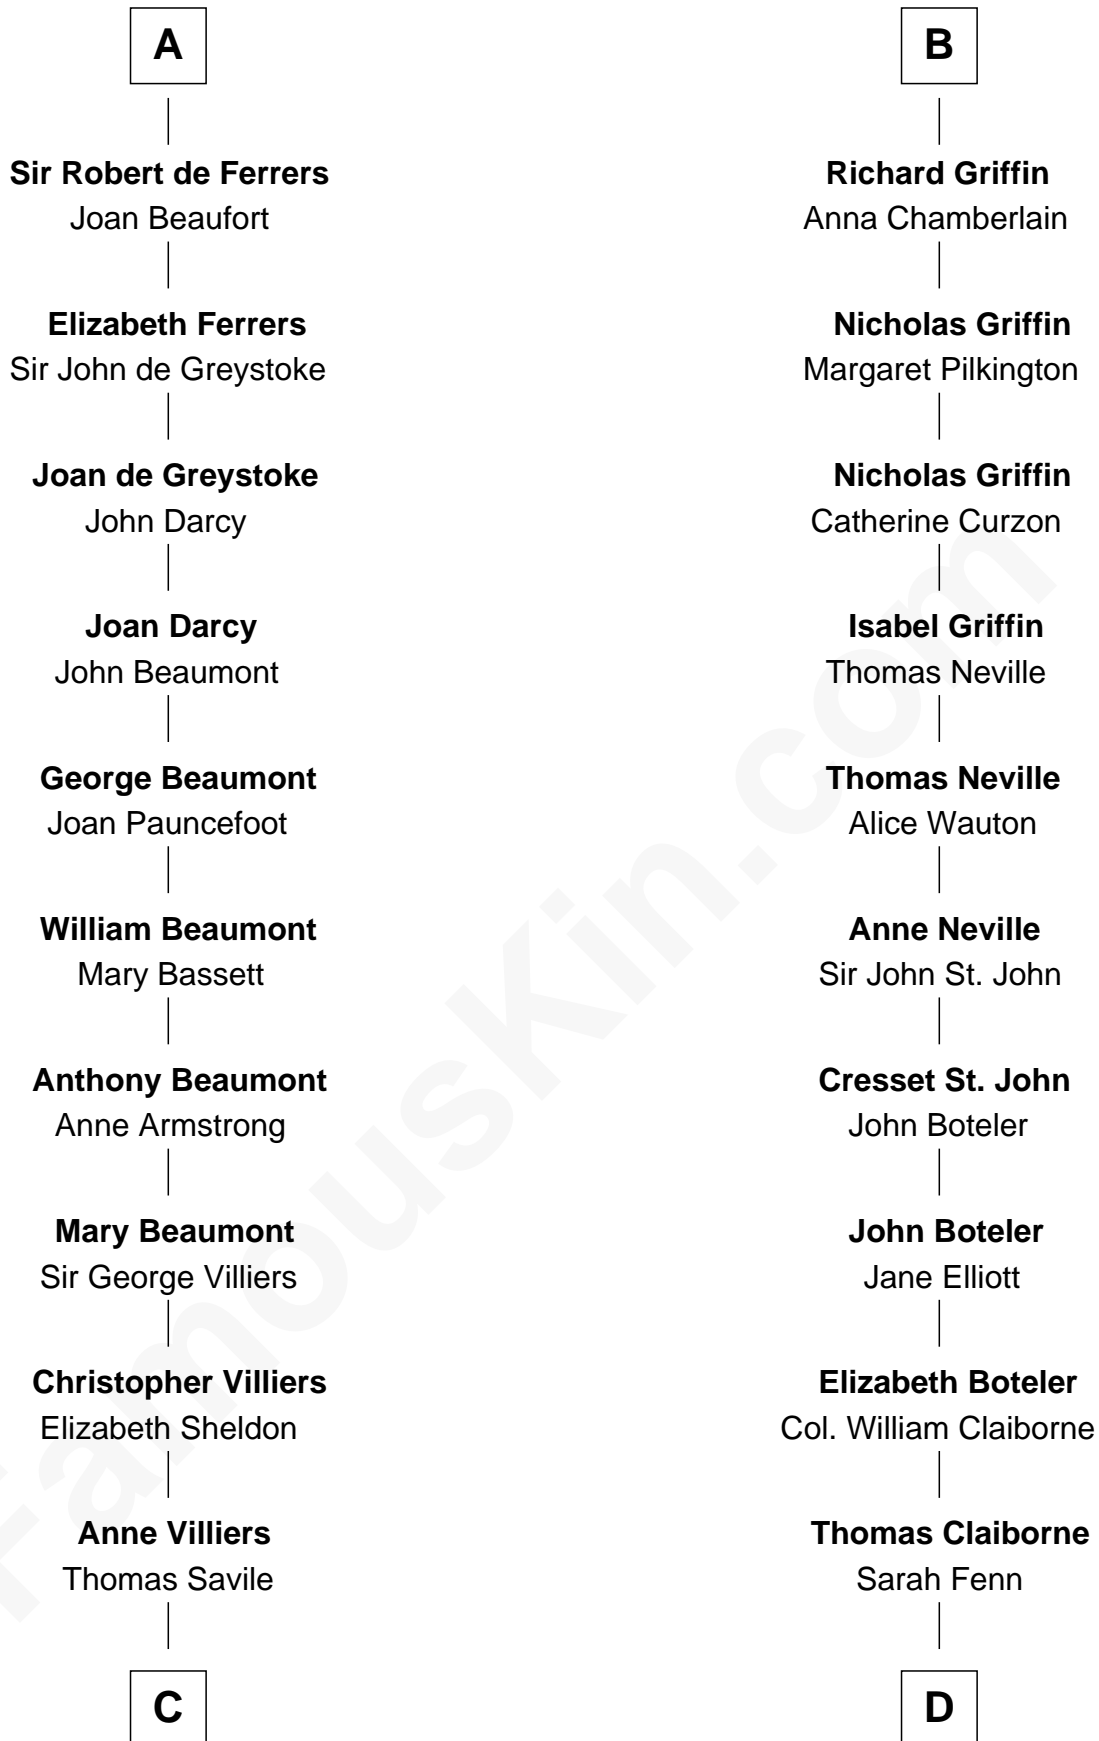 A
Sir Robert de Ferrers
Joan Beaufort
Elizabeth Ferrers
Sir John de Greystoke
Joan de Greystoke
John Darcy
Joan Darcy
John Beaumont
George Beaumont
Joan Pauncefoot
William Beaumont
Mary Bassett
Anthony Beaumont
Anne Armstrong
Mary Beaumont
Sir George Villiers
Christopher Villiers
Elizabeth Sheldon
Anne Villiers
Thomas Savile
C
B
Richard Griffin
Anna Chamberlain
Nicholas Griffin
Margaret Pilkington
Nicholas Griffin
Catherine Curzon
Isabel Griffin
Thomas Neville
Thomas Neville
Alice Wauton
Anne Neville
Sir John St. John
Cresset St. John
John Boteler
John Boteler
Jane Elliott
Elizabeth Boteler
Col. William Claiborne
Thomas Claiborne
Sarah Fenn
D
FamousKin.com